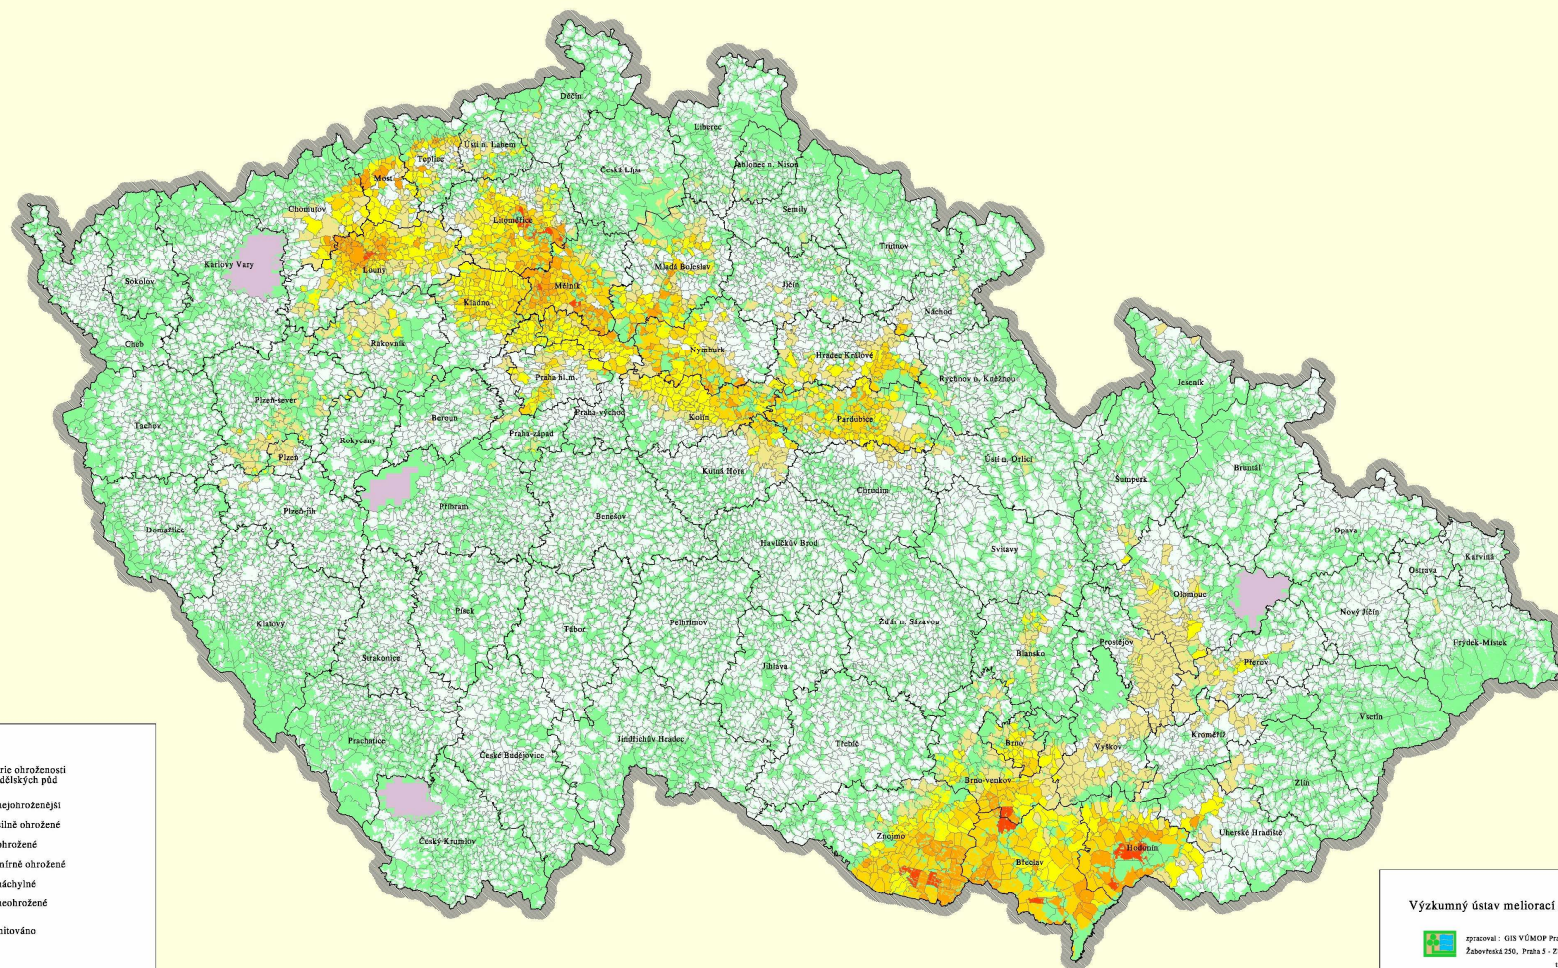 Děčín
Liberec
Ústí n. Labem
Teplice
Jablonec n. Nisou
Česká Lípa
Most
Chomutov
Semily
Litoměřice
Trutnov
Karlovy Vary
Mladá Boleslav
Louny
Sokolov
Mělník
Jičín
Kladno
Náchod
Cheb
Rakovník
Nymburk
Hradec Králové
Praha hl.m.
Rychnov n. Kněžnou
Jeseník
Plzeň-sever
Praha-východ
Beroun
Kolín
Pardubice
Tachov
Praha-západ
Rokycany
Plzeň
Ústí n. Orlicí
Bruntál
Kutná Hora
Šumperk
Chrudim
Příbram
Plzeň-jih
Benešov
Domažlice
Opava
Havlíčkův Brod
Svitavy
Karviná
Ostrava
Olomouc
Písek
Nový Jičín
Klatovy
Pelhřimov
Žďár n. Sázavou
Tábor
Prostějov
Frýdek-Místek
Blansko
Strakonice
Přerov
Jihlava
Vsetín
Kroměříž
Prachatice
Jindřichův Hradec
Třebíč
Brno
Vyškov
České Budějovice
Brno-venkov
Zlín
Uherské Hradiště
Znojmo
Český Krumlov
Hodonín
Břeclav
rie ohroženosti
dělských půd
nejohroženější
silně ohrožené
ohrožené
mírně ohrožené
náchylné
neohrožené
nitováno
Výzkumný ústav meliorací
zpracoval : GIS VÚMOP Pra
Žabovřeská 250, Praha 5 - Z